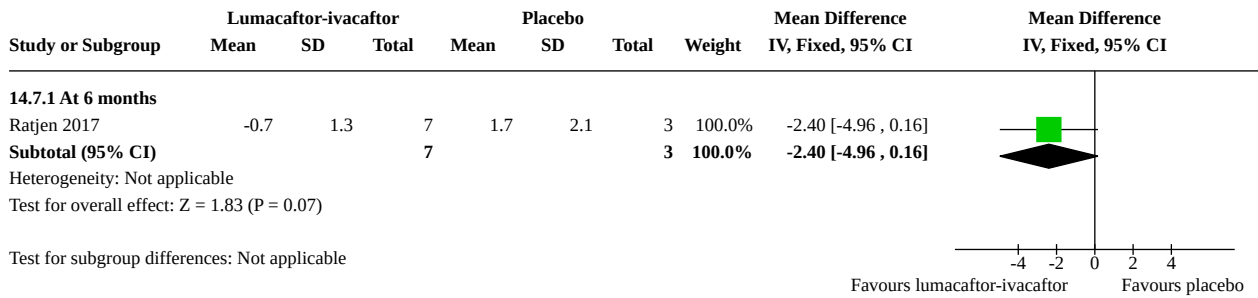 Lumacaftor-ivacaftor Placebo Mean Difference Mean Difference
Study or Subgroup Mean SD Total Mean SD Total Weight IV, Fixed, 95% CI IV, Fixed, 95% CI
14.7.1 At 6 months
Ratjen 2017 -0.7 1.3 7 1.7 2.1 3 100.0% -2.40 [-4.96 , 0.16]
Subtotal (95% CI) 7 3 100.0% -2.40 [-4.96 , 0.16]
Heterogeneity: Not applicable
Test for overall effect: Z = 1.83 (P = 0.07)
Test for subgroup differences: Not applicable
-4 -2 0 2 4
Favours lumacaftor-ivacaftor Favours placebo